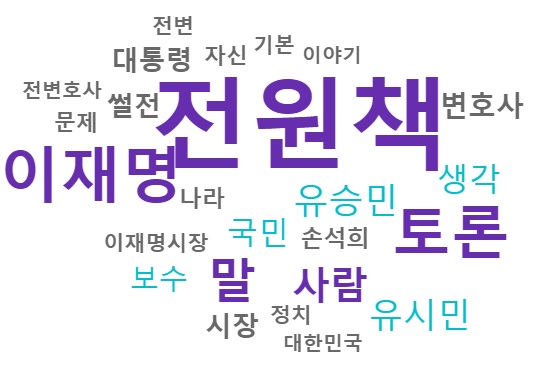 전변
대통령 자신 기본 이야기
전변호사 썰전 전원책 변호사
문제
이재명 나라 유승민 생각
이재명시장 국민 손석희 토론
보수 말 사람
시장 정치 유시민
대한민국